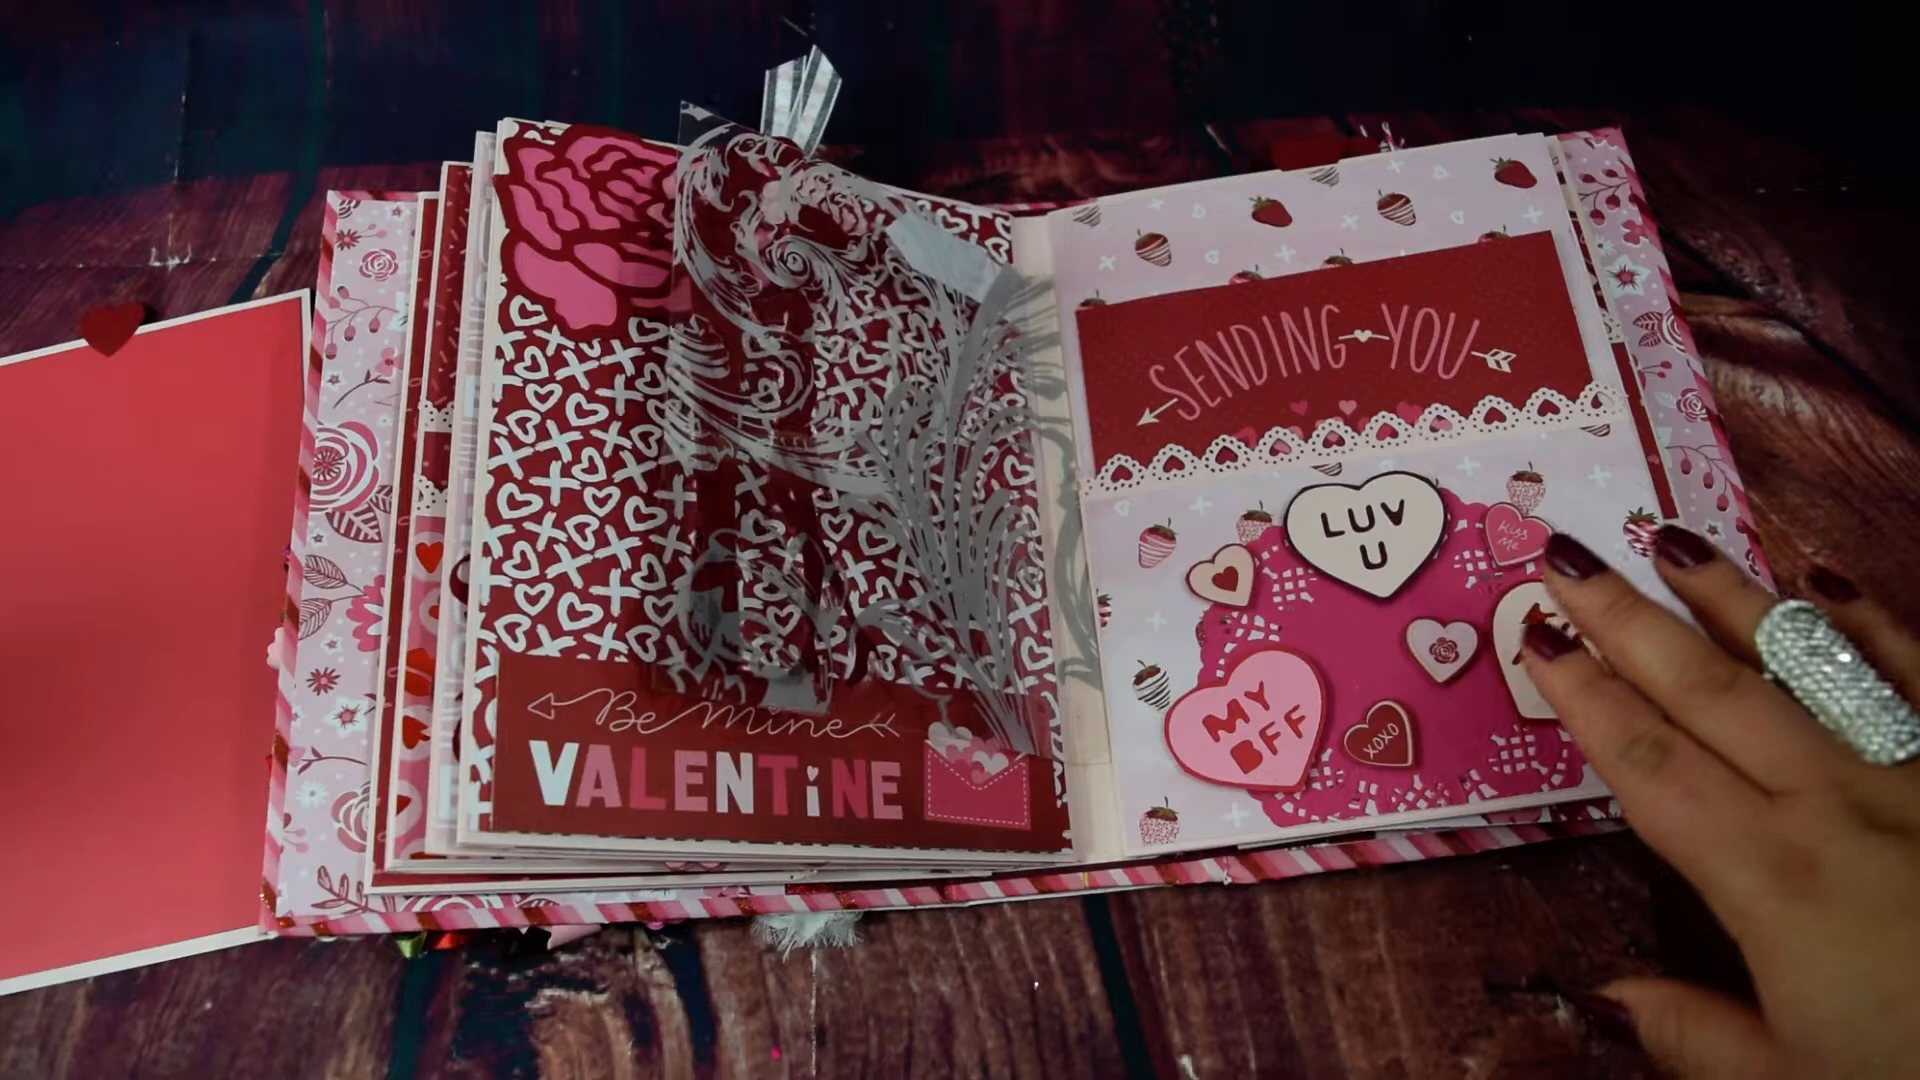 Be Mine
VALENTiNE
SENDING YOU
LUV
U
Kiss
Me
MY
BFF
XOXO